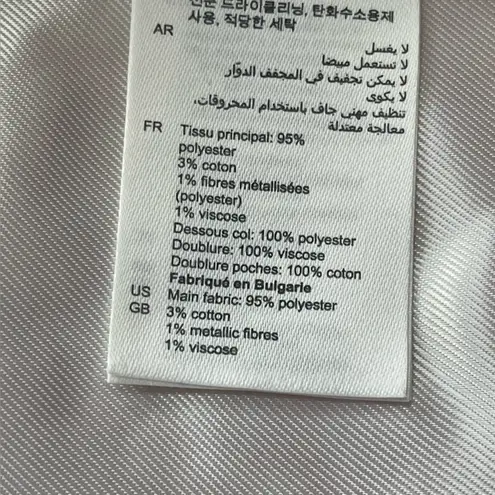 전문 드라이클리닝, 탄화수소용제
사용, 적당한 세탁
AR
لا يغسل
لا تستعمل مبيضا
لا يمكن تجفيف في المجفف الدوّار
لا يكوى
تنظيف مهني جاف باستخدام المحروقات،
معالجة معتدلة
FR Tissu principal: 95%
polyester
3% coton
1% fibres métallisées
(polyester)
1% viscose
Dessous col: 100% polyester
Doublure: 100% viscose
Doublure poches: 100% coton
Fabriqué en Bulgarie
US Main fabric: 95% polyester
GB 3% cotton
1% metallic fibres
1% viscose